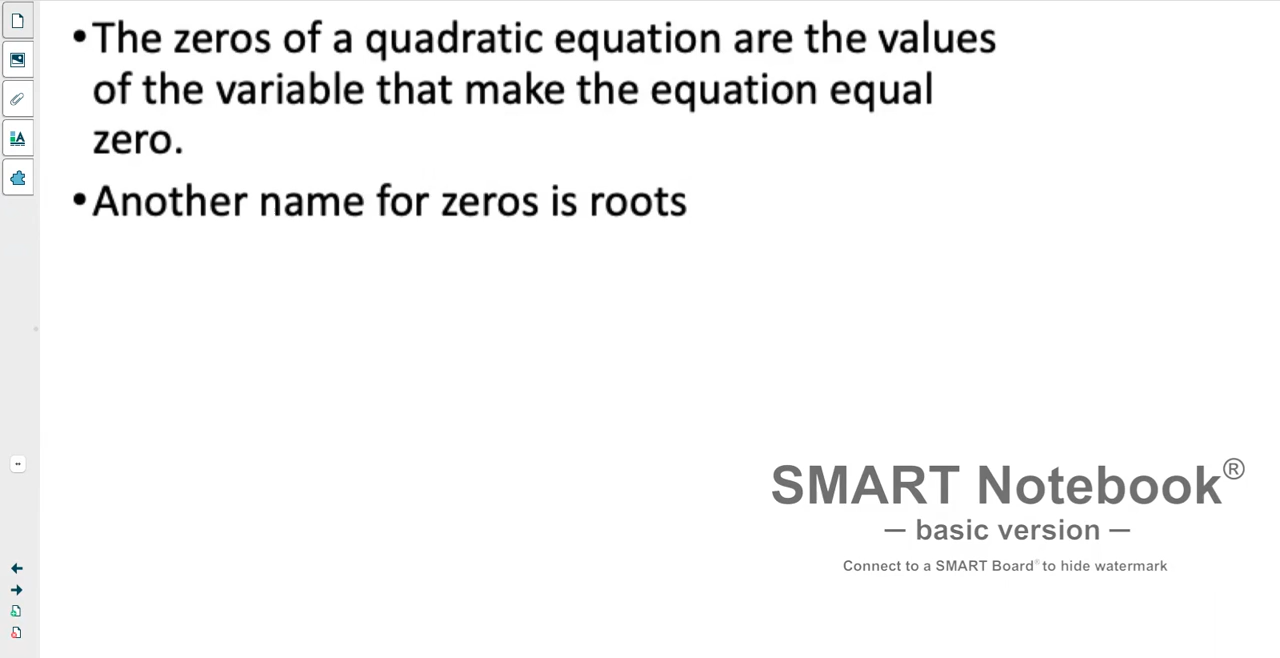 •The zeros of a quadratic equation are the values
of the variable that make the equation equal
zero.
•Another name for zeros is roots
SMART Notebook®
— basic version —
Connect to a SMART Board® to hide watermark